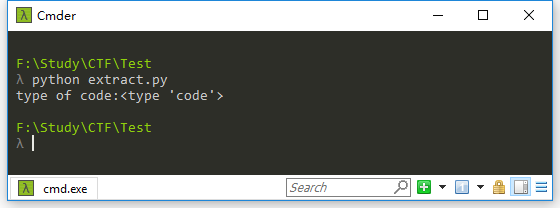 λ Cmder
F:\Study\CTF\Test
λ python extract.py
type of code:<type 'code'>
F:\Study\CTF\Test
λ
λ cmd.exe
Search